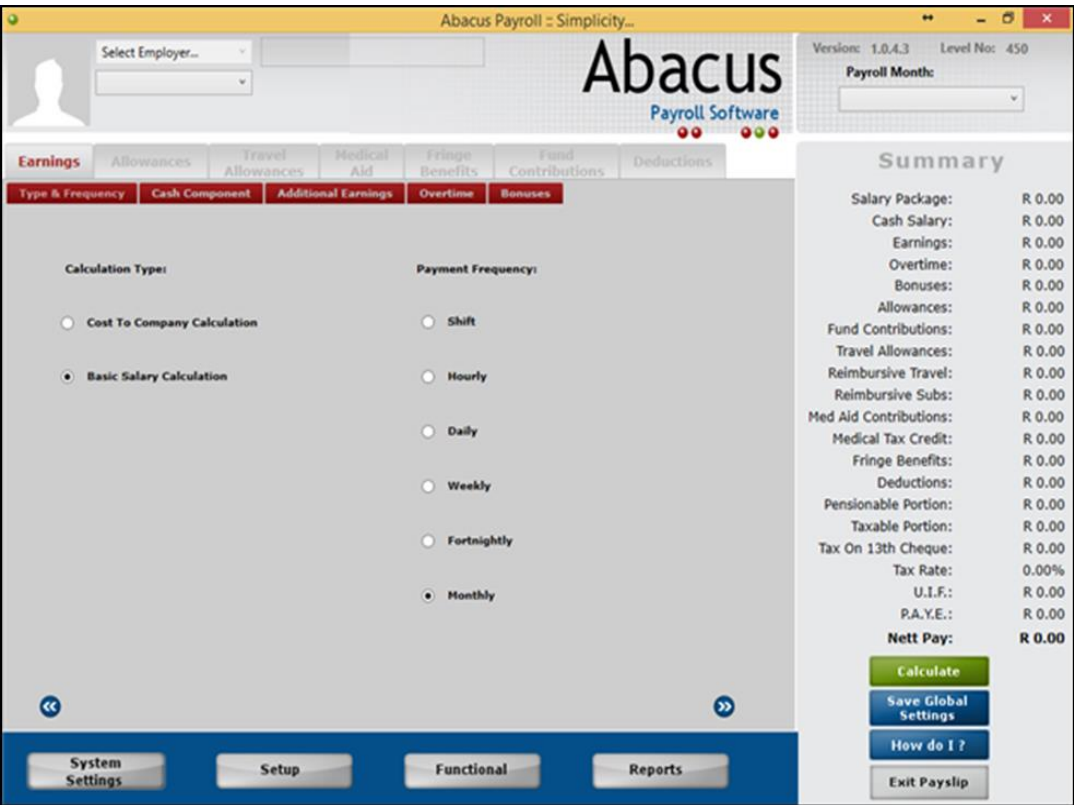 Abacus Payroll :: Simplicity...
Select Employer...
Abacus
Payroll Software
Version: 1.0.4.3 Level No: 450
Payroll Month:
Earnings
Allowances
Travel
Allowances
Medical
Aid
Fringe
Benefits
Fund
Contributions
Deductions
Type & Frequency
Cash Component
Additional Earnings
Overtime
Bonuses
Calculation Type:
Cost To Company Calculation
Basic Salary Calculation
Payment Frequency:
Shift
Hourly
Daily
Weekly
Fortnightly
Monthly
Summary
Salary Package: R 0.00
Cash Salary: R 0.00
Earnings: R 0.00
Overtime: R 0.00
Bonuses: R 0.00
Allowances: R 0.00
Fund Contributions: R 0.00
Travel Allowances: R 0.00
Reimbursive Travel: R 0.00
Reimbursive Subs: R 0.00
Med Aid Contributions: R 0.00
Medical Tax Credit: R 0.00
Fringe Benefits: R 0.00
Deductions: R 0.00
Pensionable Portion: R 0.00
Taxable Portion: R 0.00
Tax On 13th Cheque: R 0.00
Tax Rate: 0.00%
U.I.F.: R 0.00
P.A.Y.E.: R 0.00
Nett Pay: R 0.00
Calculate
Save Global
Settings
How do I ?
Exit Payslip
System
Settings
Setup
Functional
Reports